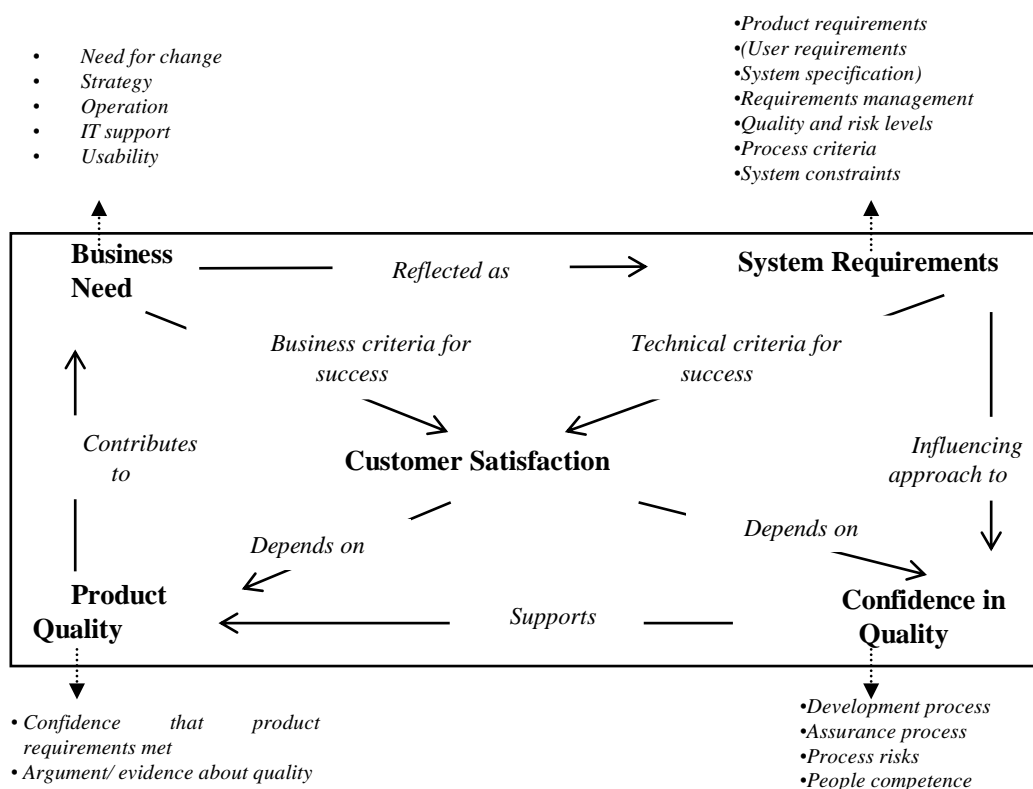 • Need for change
• Strategy
• Operation
• IT support
• Usability
•Product requirements
•(User requirements
•System specification)
•Requirements management
•Quality and risk levels
•Process criteria
•System constraints
Business
Need
Reflected as
System Requirements
Business criteria for
success
Technical criteria for
success
Contributes
to
Customer Satisfaction
Influencing
approach to
Depends on
Depends on
Product
Quality
Supports
Confidence in
Quality
• Confidence that product
requirements met
• Argument/ evidence about quality
•Development process
•Assurance process
•Process risks
•People competence